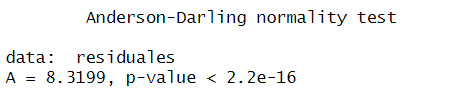 Anderson-Darling normality test
data:  residuales
A = 8.3199, p-value < 2.2e-16